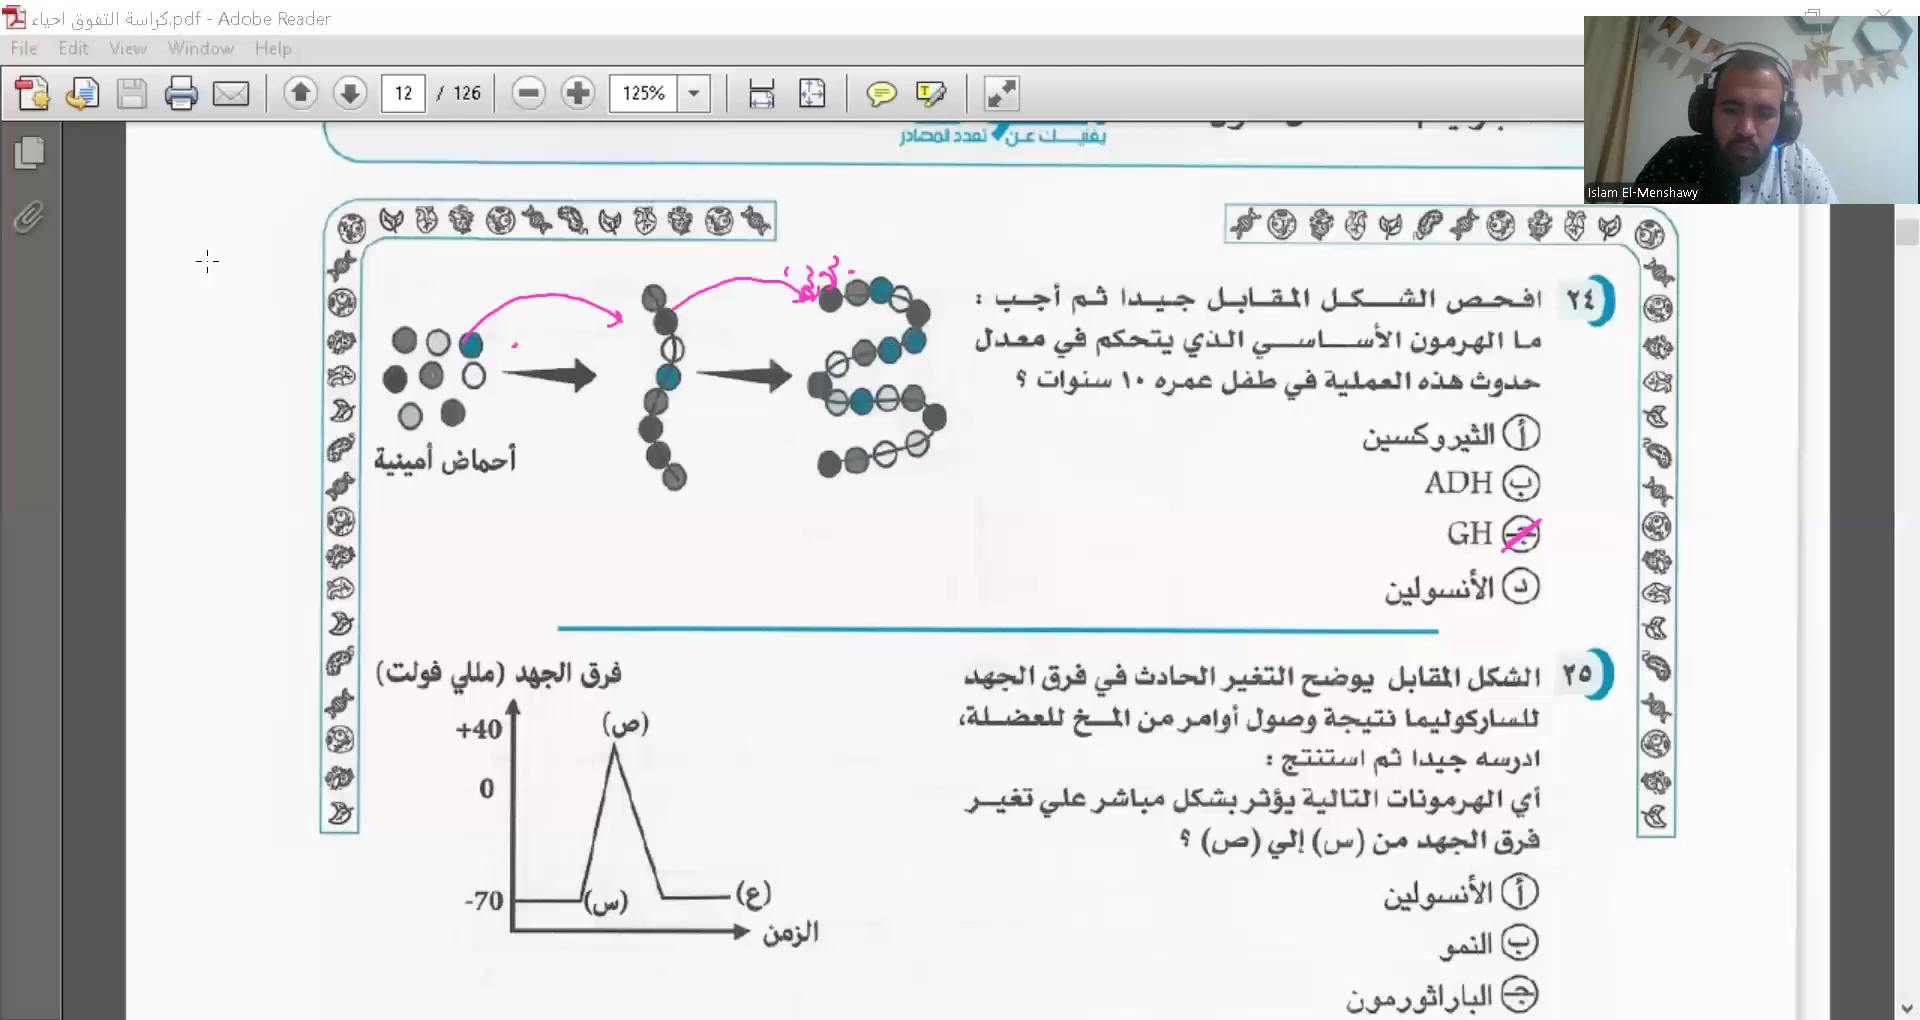 كراسة التفوق احياء.pdf - Adobe Reader
File Edit View Window Help
12 / 126 125%
Islam El-Menshawy
يغنيك عن تعدد المصادر
٢٤ افحص الشكل المقابل جيدا ثم أجب :
ما الهرمون الأساسي الذي يتحكم في معدل
حدوث هذه العملية في طفل عمره ١٠ سنوات ؟
أ الثيروكسين
ب ADH
ج GH
د الأنسولين
أحماض أمينية
٢٥ الشكل المقابل يوضح التغير الحادث في فرق الجهد
للساركوليما نتيجة وصول أوامر من المخ للعضلة،
ادرسه جيدا ثم استنتج :
أي الهرمونات التالية يؤثر بشكل مباشر علي تغير
فرق الجهد من (س) إلي (ص) ؟
أ الأنسولين
ب النمو
ج الباراثورمون
فرق الجهد (مللي فولت)
+40
(ص)
0
-70
(س)
(ع)
الزمن